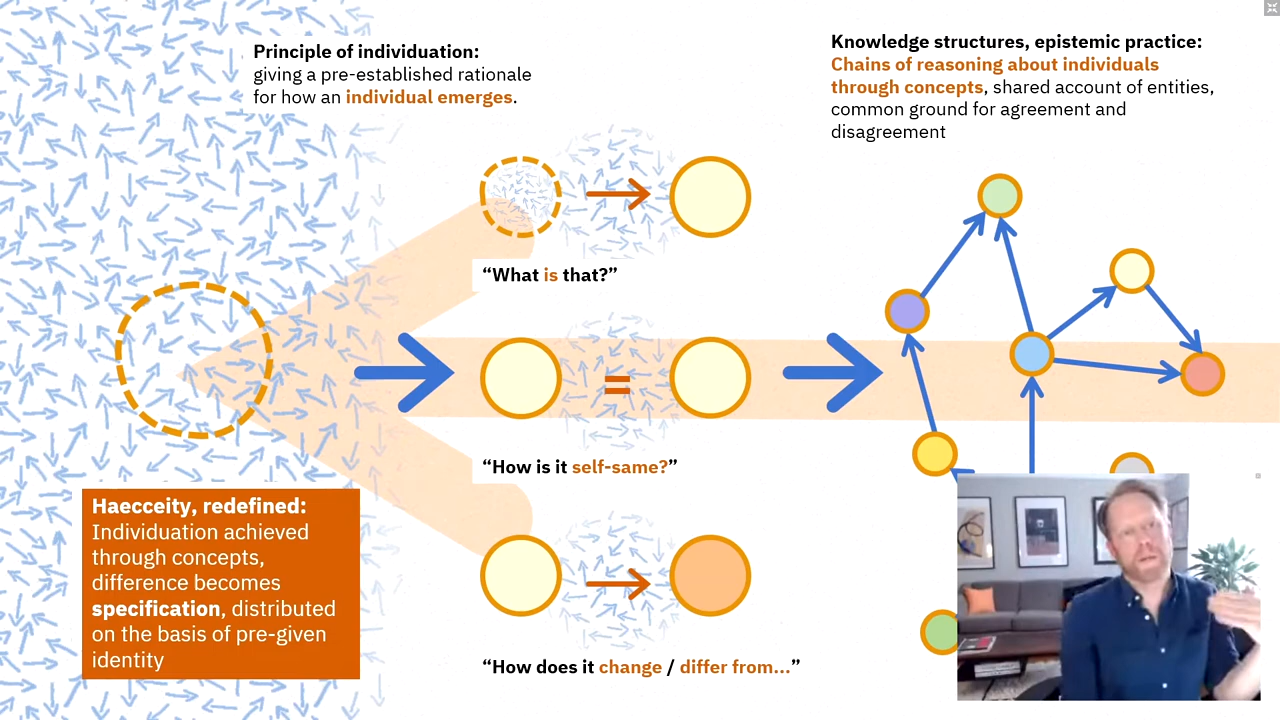 Principle of individuation:
giving a pre-established rationale
for how an individual emerges.
Knowledge structures, epistemic practice:
Chains of reasoning about individuals
through concepts, shared account of entities,
common ground for agreement and
disagreement
“What is that?”
=
“How is it self-same?”
Haecceity, redefined:
Individuation achieved
through concepts,
difference becomes
specification, distributed
on the basis of pre-given
identity
“How does it change / differ from...”